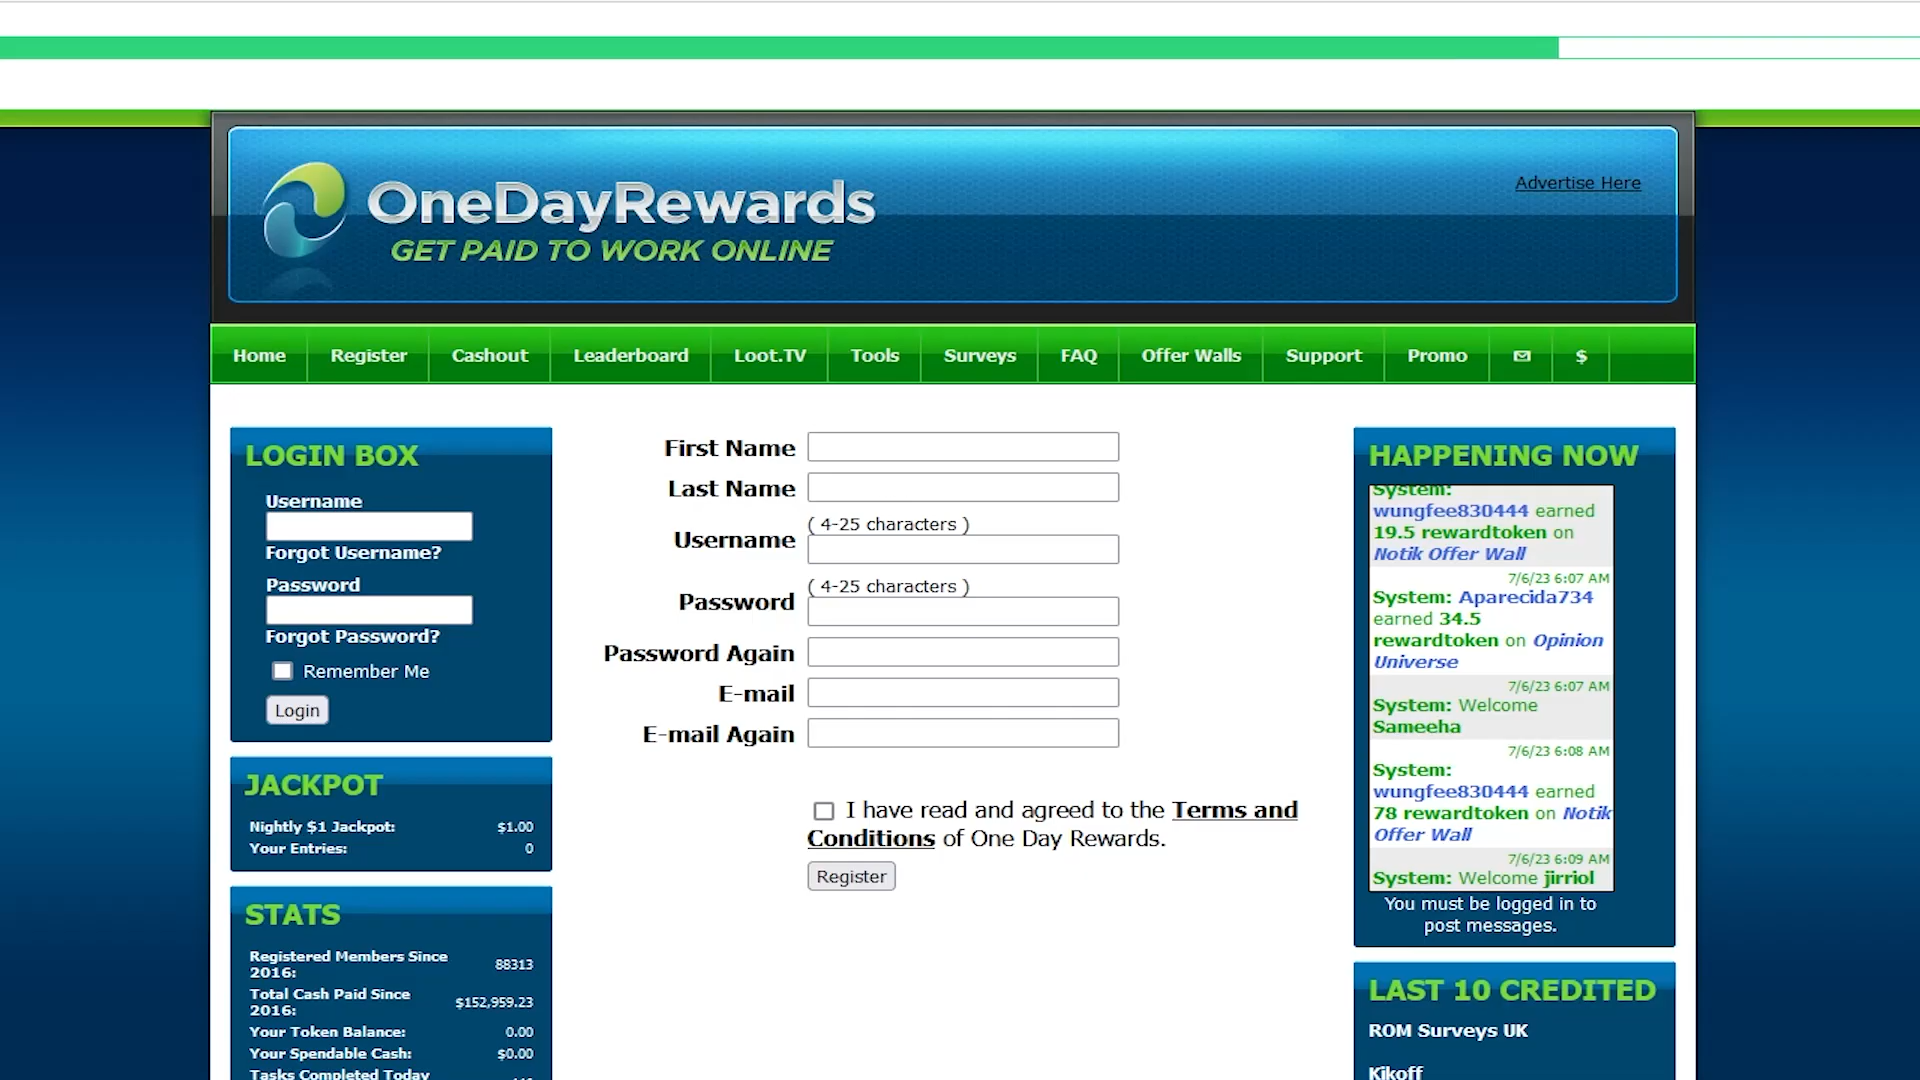 OneDayRewards
GET PAID TO WORK ONLINE
Advertise Here
Home
Register
Cashout
Leaderboard
Loot.TV
Tools
Surveys
FAQ
Offer Walls
Support
Promo
$
LOGIN BOX
Username
Forgot Username?
Password
Forgot Password?
Remember Me
Login
JACKPOT
Nightly $1 Jackpot: $1.00
Your Entries: 0
STATS
Registered Members Since
2016: 88313
Total Cash Paid Since
2016: $152,959.23
Your Token Balance: 0.00
Your Spendable Cash: $0.00
Tasks Completed Today
First Name
Last Name
( 4-25 characters )
Username
( 4-25 characters )
Password
Password Again
E-mail
E-mail Again
I have read and agreed to the Terms and
Conditions of One Day Rewards.
Register
HAPPENING NOW
System:
wungfee830444 earned
19.5 rewardtoken on
Notik Offer Wall
7/6/23 6:07 AM
System: Aparecida734
earned 34.5
rewardtoken on Opinion
Universe
7/6/23 6:07 AM
System: Welcome
Sameeha
7/6/23 6:08 AM
System:
wungfee830444 earned
78 rewardtoken on Notik
Offer Wall
7/6/23 6:09 AM
System: Welcome jirriol
You must be logged in to
post messages.
LAST 10 CREDITED
ROM Surveys UK
Kikoff